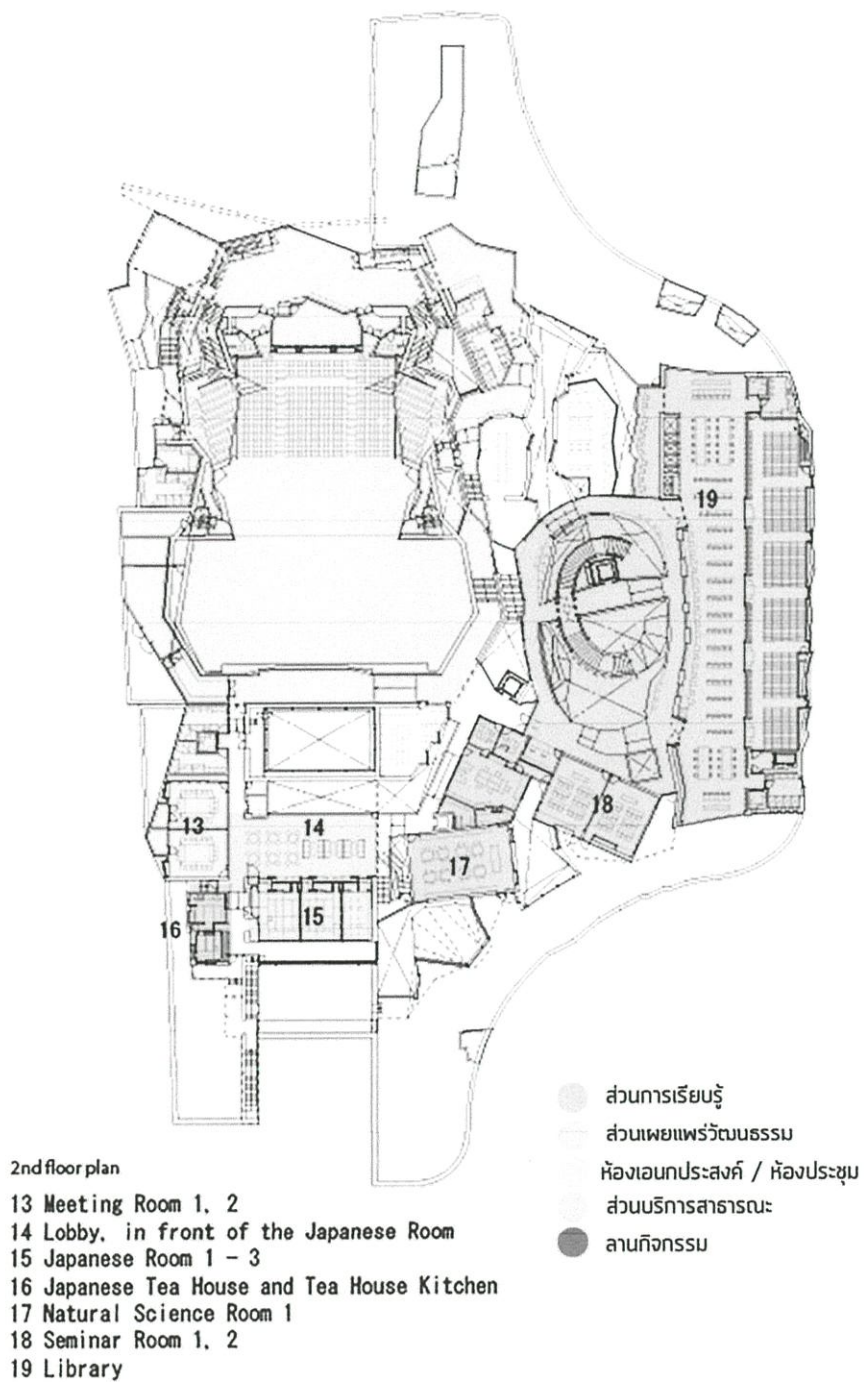 19
18
13
14
17
15
16
ส่วนการเรียบรู้
ส่วนเผยแพร่วัฒนธรรม
ห้องเอนกประสงค์ / ห้องประชุม
ส่วนบริการสาธารณะ
ลานกิจกรรม
2nd floor plan
13 Meeting Room 1, 2
14 Lobby, in front of the Japanese Room
15 Japanese Room 1 - 3
16 Japanese Tea House and Tea House Kitchen
17 Natural Science Room 1
18 Seminar Room 1, 2
19 Library